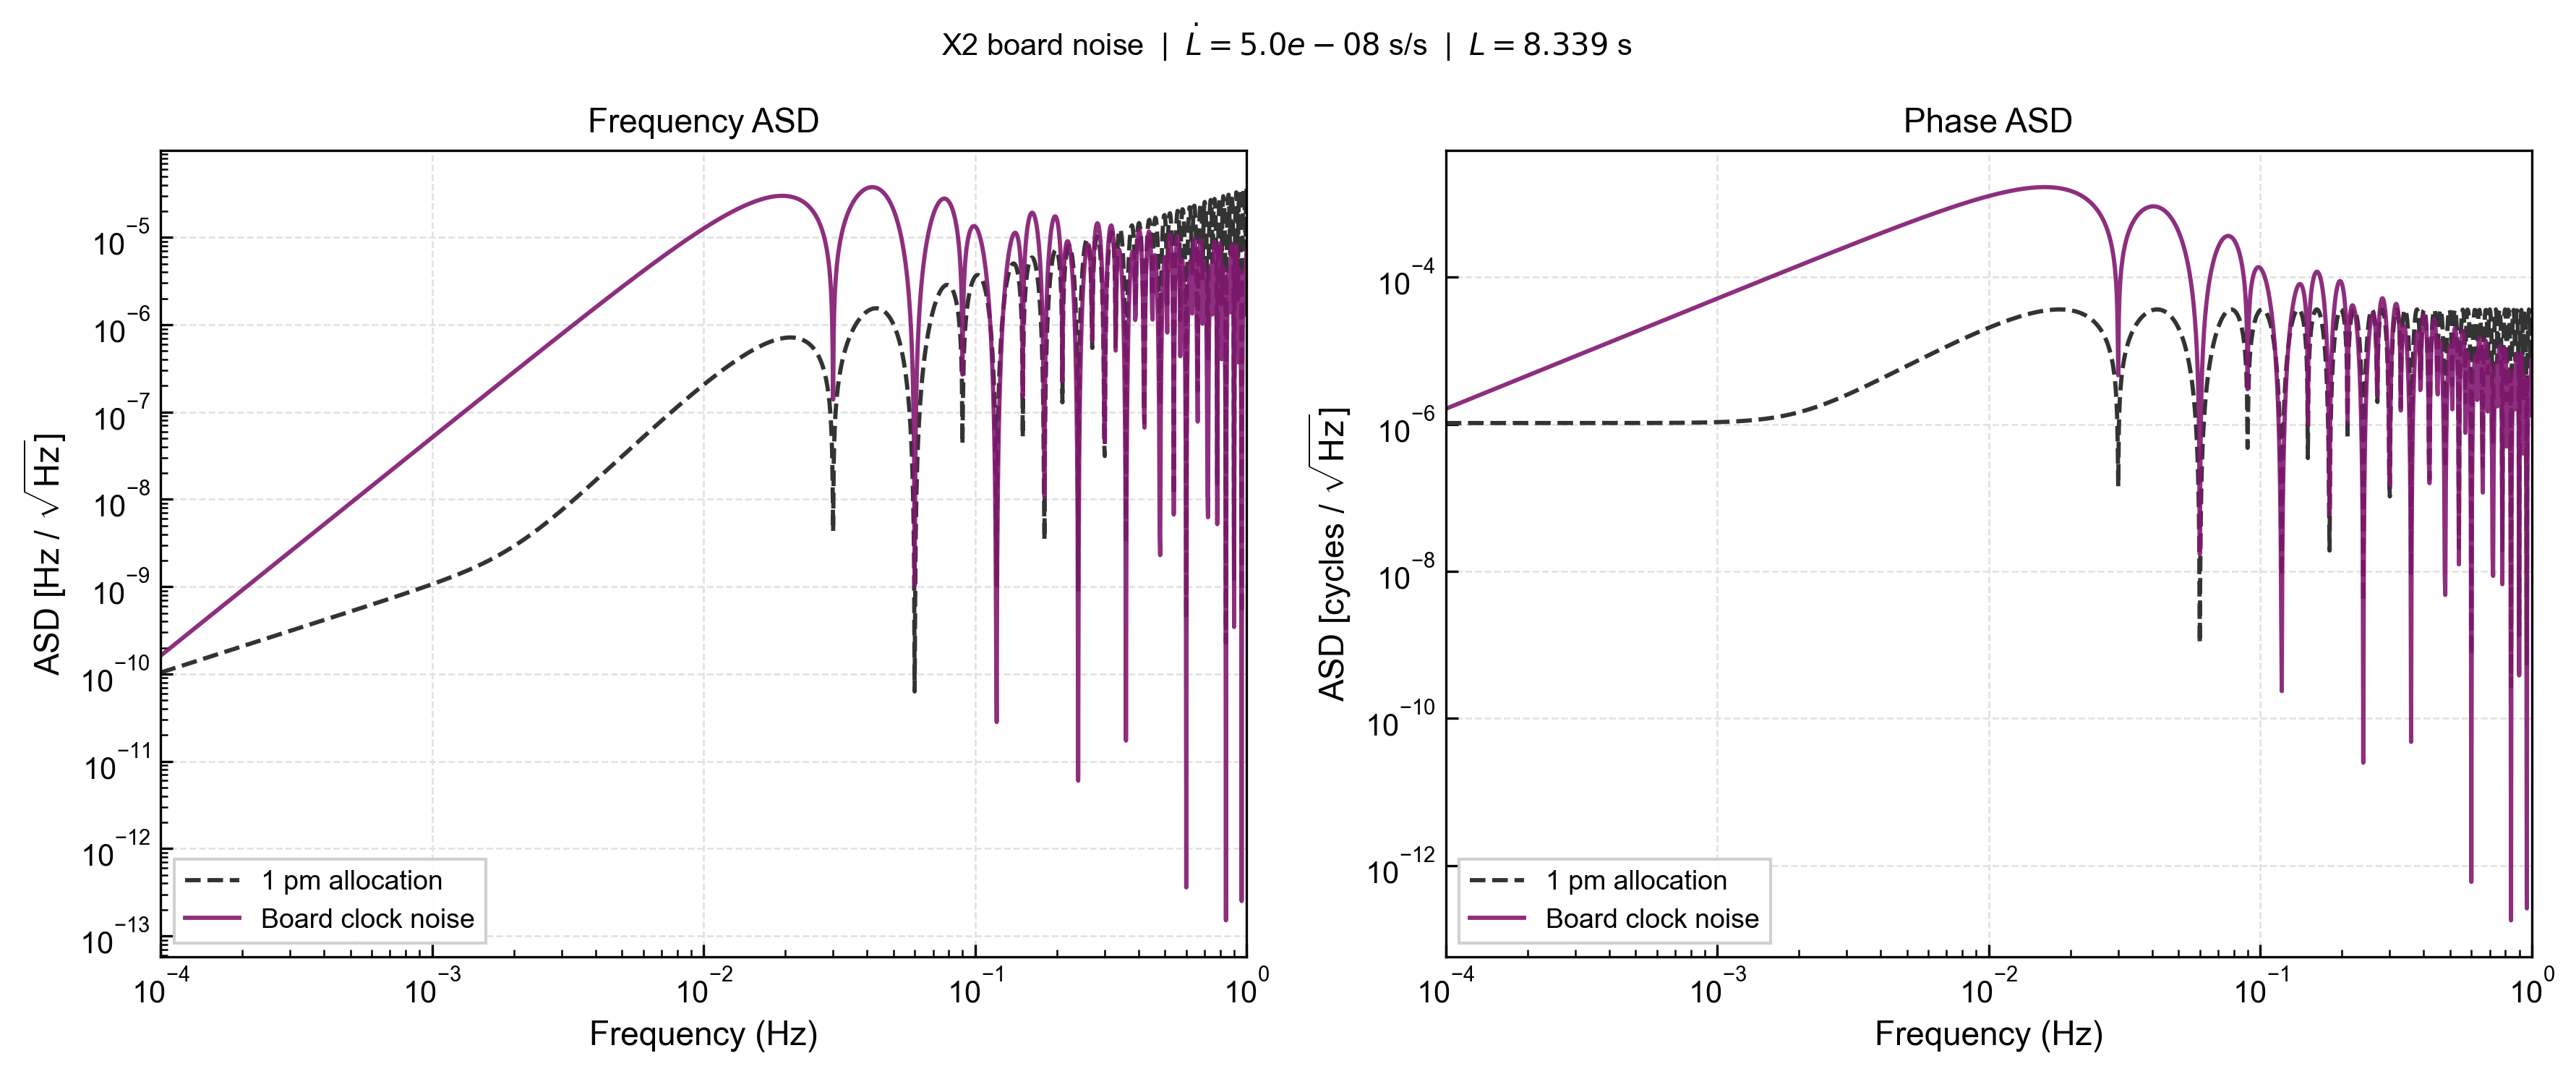 X2 board noise | L̇ = 5.0e − 08 s/s | L = 8.339 s
Frequency ASD
ASD [Hz / √Hz]
10⁻⁵
10⁻⁶
10⁻⁷
10⁻⁸
10⁻⁹
10⁻¹⁰
10⁻¹¹
10⁻¹²
10⁻¹³
1 pm allocation
Board clock noise
10⁻⁴ 10⁻³ 10⁻² 10⁻¹ 10⁰
Frequency (Hz)
Phase ASD
ASD [cycles / √Hz]
10⁻⁴
10⁻⁶
10⁻⁸
10⁻¹⁰
10⁻¹²
1 pm allocation
Board clock noise
10⁻⁴ 10⁻³ 10⁻² 10⁻¹ 10⁰
Frequency (Hz)